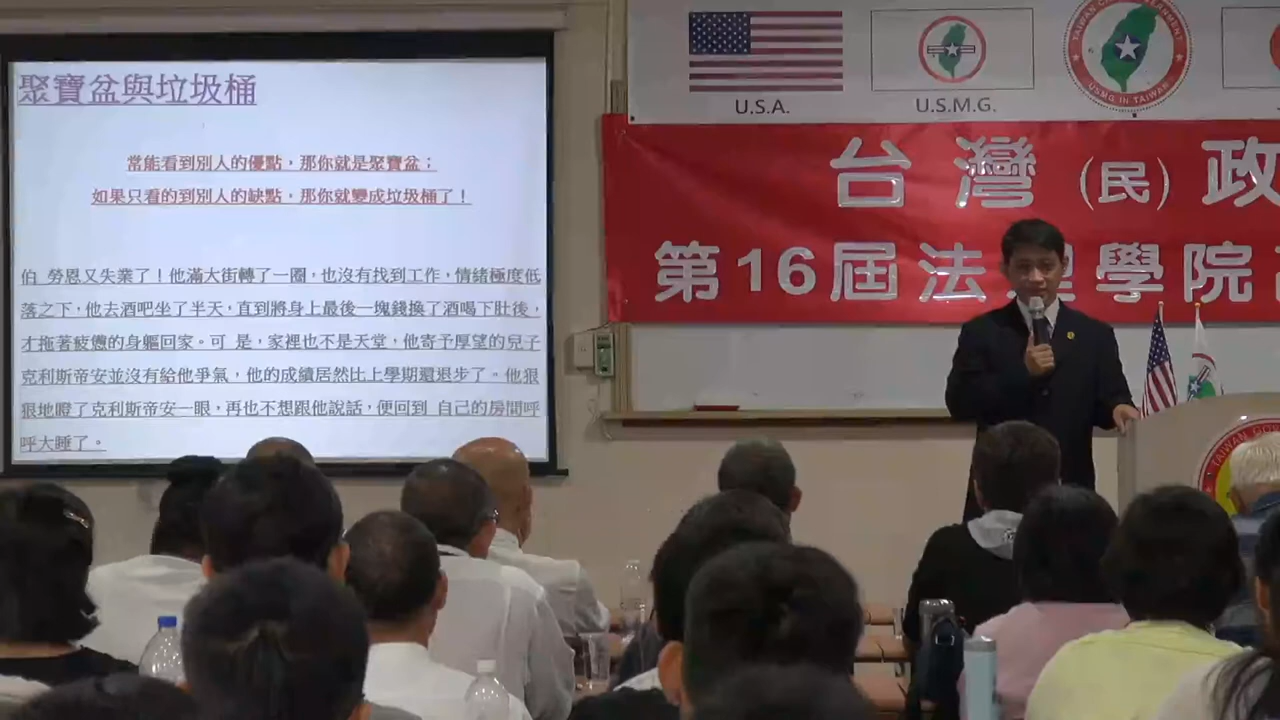 聚寶盆與垃圾桶
常能看到別人的優點，那你就是聚寶盆；
如果只看的到別人的缺點，那你就變成垃圾桶了！
伯 勞恩又失業了！他滿大街轉了一圈，也沒有找到工作，情緒極度低
落之下，他去酒吧坐了半天，直到將身上最後一塊錢換了酒喝下肚後，
才拖著疲憊的身軀回家。可 是，家裡也不是天堂，他寄予厚望的兒子
克利斯帝安並沒有給他爭氣，他的成績居然比上學期還退步了。他狠
狠地瞪了克利斯帝安一眼，再也不想跟他說話，便回到 自己的房間呼
呼大睡了。
U.S.A.
U.S.M.G.
USMG IN TAIWAN
台灣(民)政
第16屆法理學院